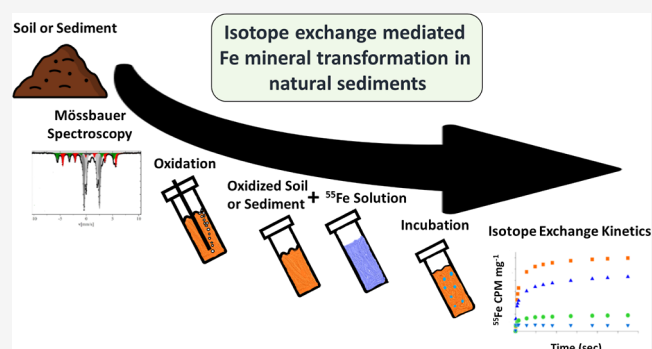 Isotope exchange mediated
Fe mineral transformation in
natural sediments
Soil or Sediment
Mössbauer
Spectroscopy
Oxidation
Oxidized Soil
or Sediment
+ ⁵⁵Fe Solution
Incubation
Isotope Exchange Kinetics
⁵⁵Fe CPM mg⁻¹
Time (sec)